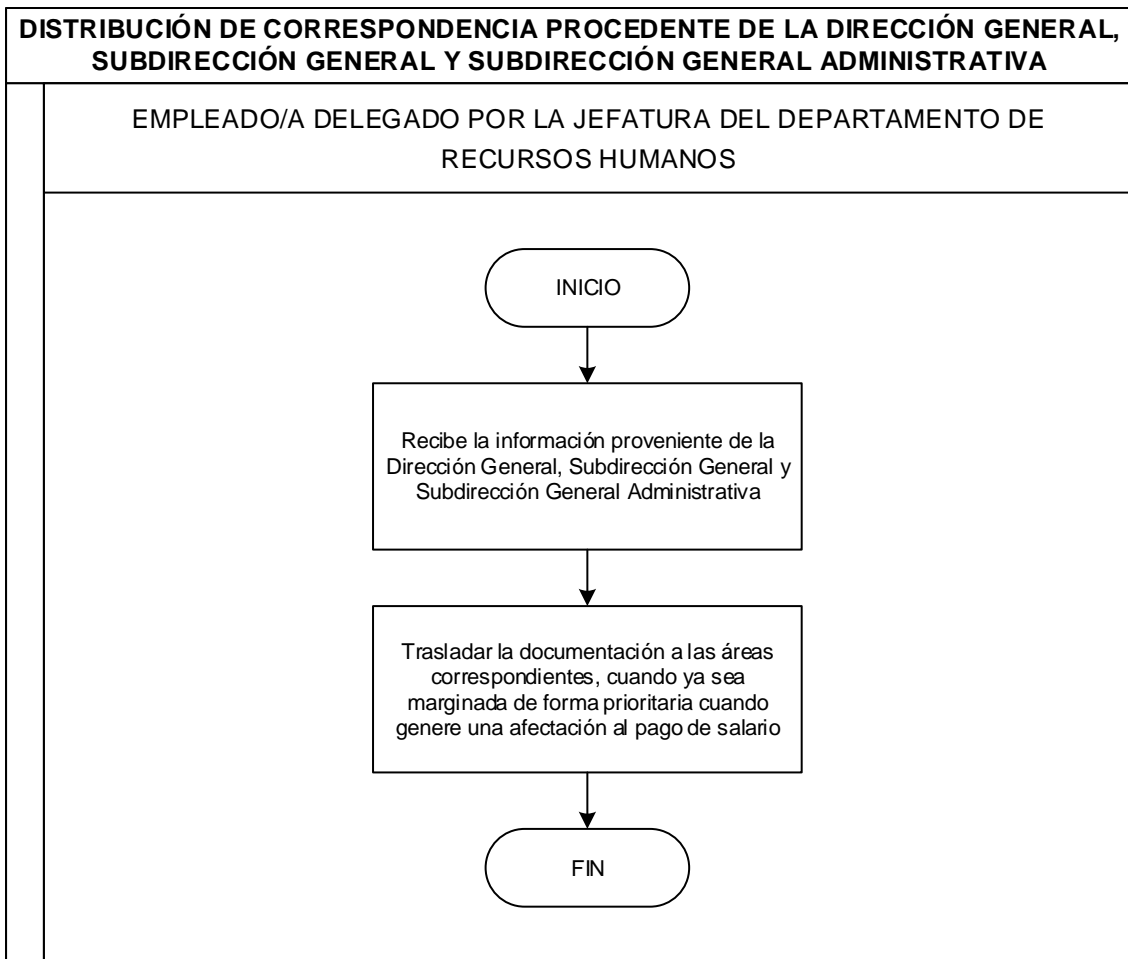 DISTRIBUCIÓN DE CORRESPONDENCIA PROCEDENTE DE LA DIRECCIÓN GENERAL,
SUBDIRECCIÓN GENERAL Y SUBDIRECCIÓN GENERAL ADMINISTRATIVA
EMPLEADO/A DELEGADO POR LA JEFATURA DEL DEPARTAMENTO DE
RECURSOS HUMANOS
INICIO
Recibe la información proveniente de la
Dirección General, Subdirección General y
Subdirección General Administrativa
Trasladar la documentación a las áreas
correspondientes, cuando ya sea
marginada de forma prioritaria cuando
genere una afectación al pago de salario
FIN